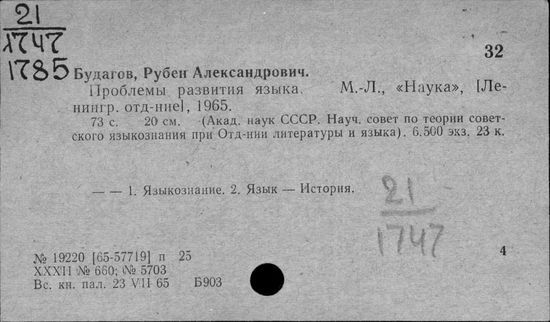 21
1747
1785
32
Будагов, Рубен Александрович.
Проблемы развития языка. М.-Л., «Наука», [Ле-
нингр. отд-ние], 1965.
73 с. 20 см. (Акад. наук СССР. Науч. совет по теории совет-
ского языкознания при Отд-нии литературы и языка). 6.500 экз. 23 к.
— — 1. Языкознание. 2. Язык — История.
21
1747
№ 19220 [65-57719] п 25
XXXII № 660; № 5703
Вс. кн. пал. 23 VII 65 Б903
4